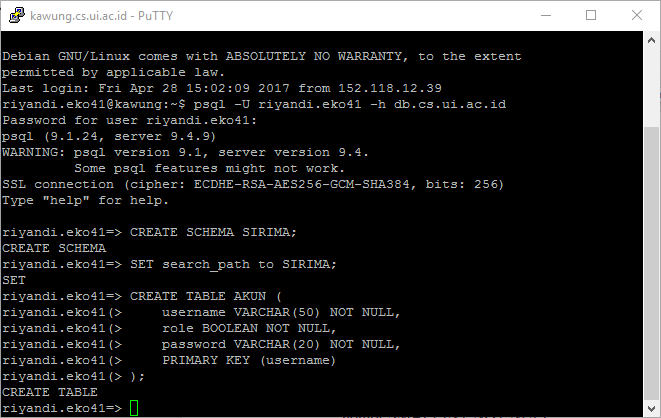 kawung.cs.ui.ac.id - PuTTY
Debian GNU/Linux comes with ABSOLUTELY NO WARRANTY, to the extent
permitted by applicable law.
Last login: Fri Apr 28 15:02:09 2017 from 152.118.12.39
riyandi.eko41@kawung:~$ psql -U riyandi.eko41 -h db.cs.ui.ac.id
Password for user riyandi.eko41:
psql (9.1.24, server 9.4.9)
WARNING: psql version 9.1, server version 9.4.
         Some psql features might not work.
SSL connection (cipher: ECDHE-RSA-AES256-GCM-SHA384, bits: 256)
Type "help" for help.
riyandi.eko41=> CREATE SCHEMA SIRIMA;
CREATE SCHEMA
riyandi.eko41=> SET search_path to SIRIMA;
SET
riyandi.eko41=> CREATE TABLE AKUN (
riyandi.eko41(>     username VARCHAR(50) NOT NULL,
riyandi.eko41(>     role BOOLEAN NOT NULL,
riyandi.eko41(>     password VARCHAR(20) NOT NULL,
riyandi.eko41(>     PRIMARY KEY (username)
riyandi.eko41(> );
CREATE TABLE
riyandi.eko41=>